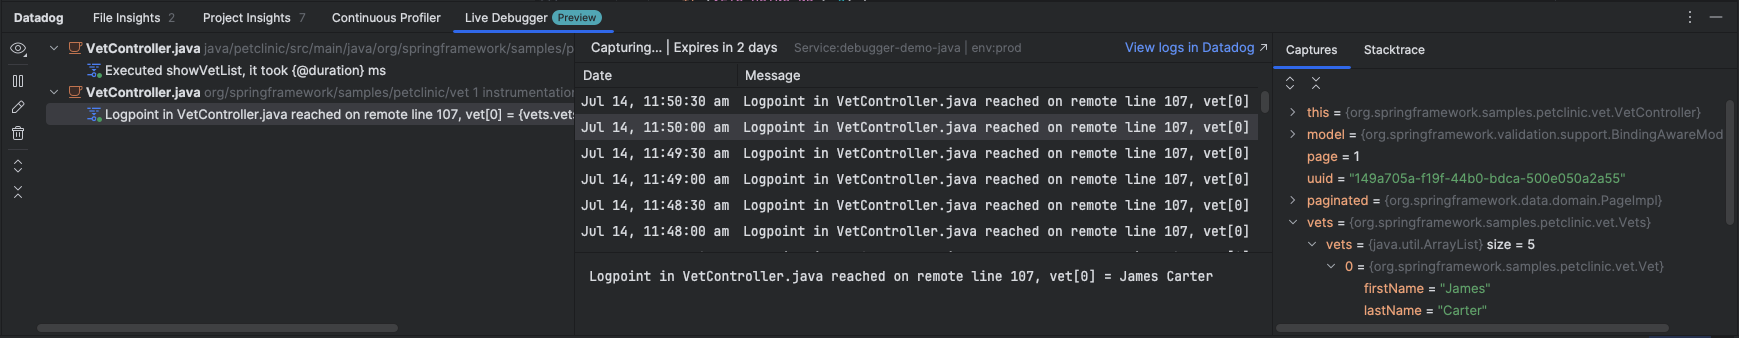 Datadog File Insights 2 Project Insights 7 Continuous Profiler Live Debugger Preview
VetController.java java/petclinic/src/main/java/org/springframework/samples/p
Executed showVetList, it took {@duration} ms
VetController.java org/springframework/samples/petclinic/vet 1 instrumentation
Logpoint in VetController.java reached on remote line 107, vet[0] = {vets.vets
Capturing... | Expires in 2 days Service:debugger-demo-java | env:prod View logs in Datadog ↗
Date Message
Jul 14, 11:50:30 am Logpoint in VetController.java reached on remote line 107, vet[0]
Jul 14, 11:50:00 am Logpoint in VetController.java reached on remote line 107, vet[0]
Jul 14, 11:49:30 am Logpoint in VetController.java reached on remote line 107, vet[0]
Jul 14, 11:49:00 am Logpoint in VetController.java reached on remote line 107, vet[0]
Jul 14, 11:48:30 am Logpoint in VetController.java reached on remote line 107, vet[0]
Jul 14, 11:48:00 am Logpoint in VetController.java reached on remote line 107, vet[0]
Logpoint in VetController.java reached on remote line 107, vet[0] = James Carter
Captures Stacktrace
this = {org.springframework.samples.petclinic.vet.VetController}
model = {org.springframework.validation.support.BindingAwareMod
page = 1
uuid = "149a705a-f19f-44b0-bdca-500e050a2a55"
paginated = {org.springframework.data.domain.PageImpl}
vets = {org.springframework.samples.petclinic.vet.Vets}
vets = {java.util.ArrayList} size = 5
0 = {org.springframework.samples.petclinic.vet.Vet}
firstName = "James"
lastName = "Carter"